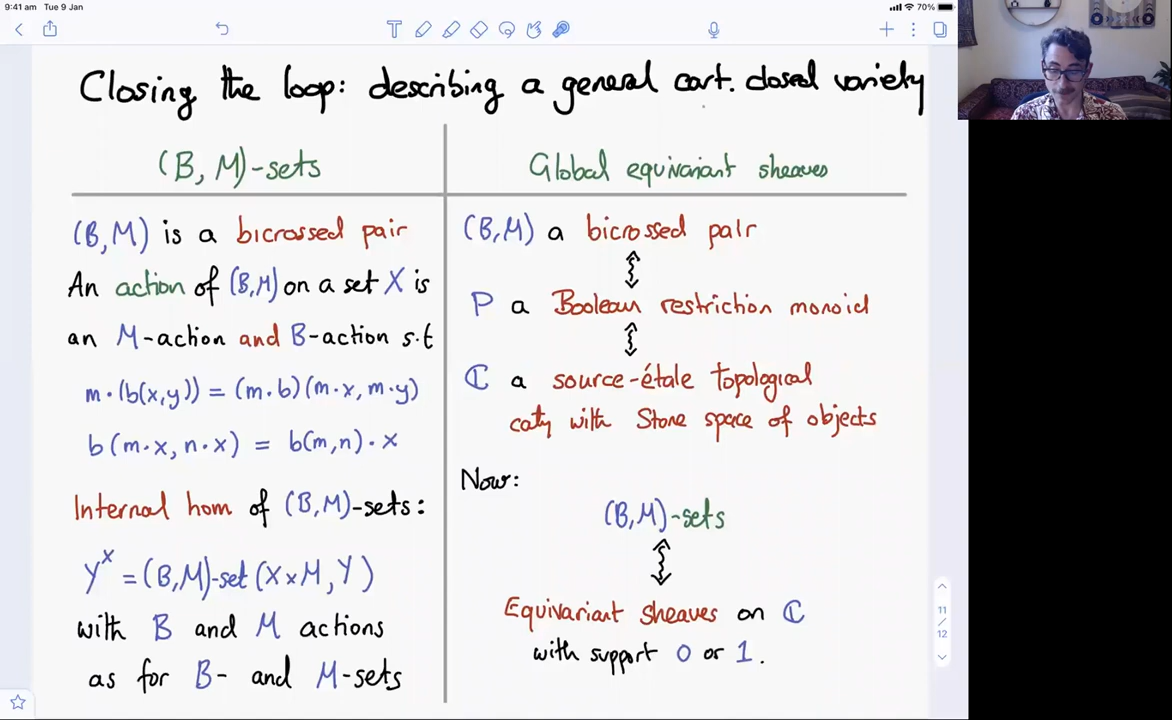 9:41 am Tue 9 Jan
70%
Closing the loop: describing a general cart. closed variety
(B, M)-sets
(B,M) is a bicrossed pair
An action of (B,M) on a set X is
an M-action and B-action s.t
m·(b(x,y)) = (m·b)(m·x, m·y)
b(m·x, n·x) = b(m,n)·x
Internal hom of (B,M)-sets:
Y^X = (B,M)-set(X×M, Y)
with B and M actions
as for B- and M-sets
Global equivariant sheaves
(B,M) a bicrossed pair
P a Boolean restriction monoid
ℂ a source-étale topological
caty with Stone space of objects
Now:
(B,M)-sets
Equivariant sheaves on ℂ
with support 0 or 1.
11
/
12